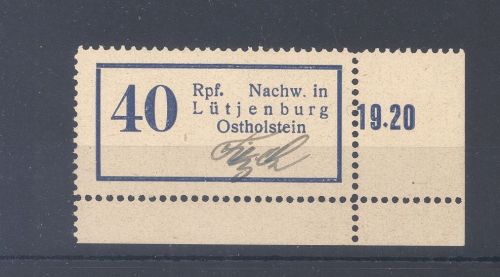 40
Rpf. Nachw. in
Lütjenburg
Ostholstein
19.20